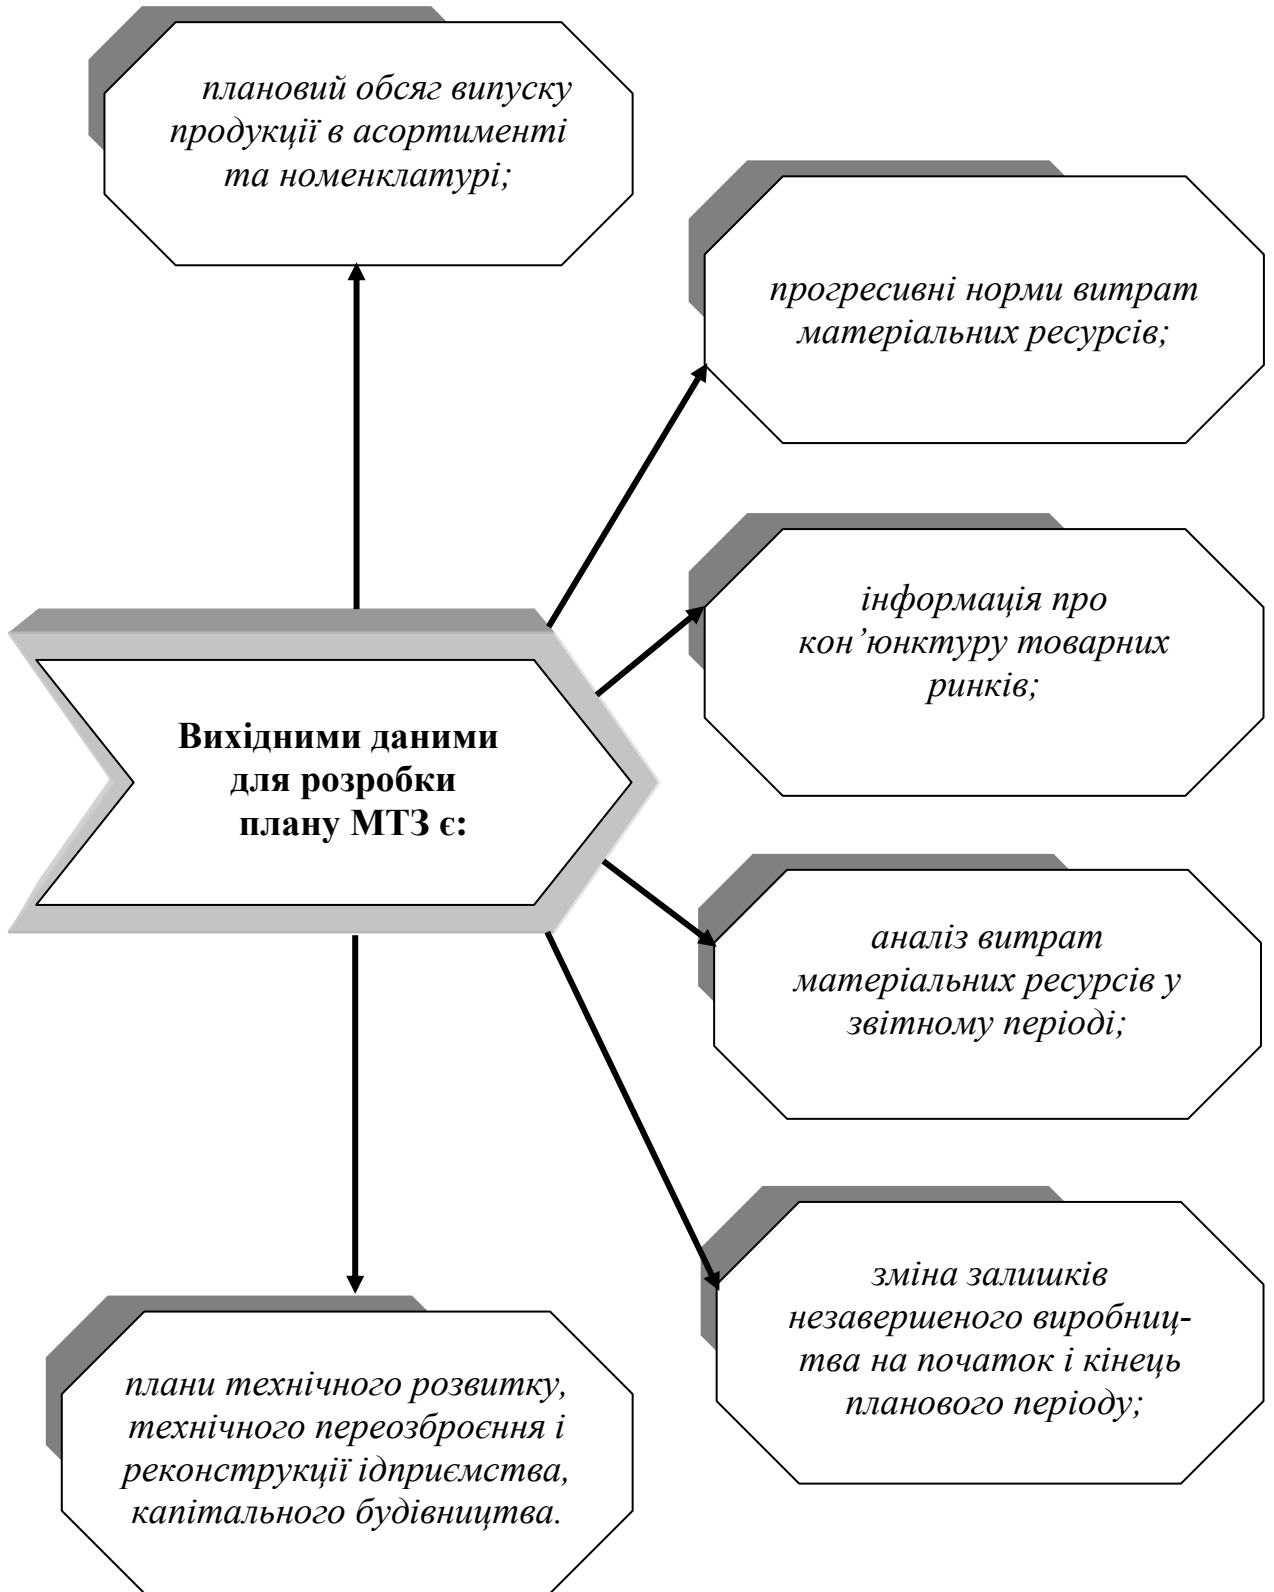 плановий обсяг випуску
продукції в асортименті
та номенклатурі;
прогресивні норми витрат
матеріальних ресурсів;
інформація про
кон’юнктуру товарних
ринків;
Вихідними даними
для розробки
плану МТЗ є:
аналіз витрат
матеріальних ресурсів у
звітному періоді;
зміна залишків
незавершеного виробниц-
тва на початок і кінець
планового періоду;
плани технічного розвитку,
технічного переозброєння і
реконструкції ідприємства,
капітального будівництва.